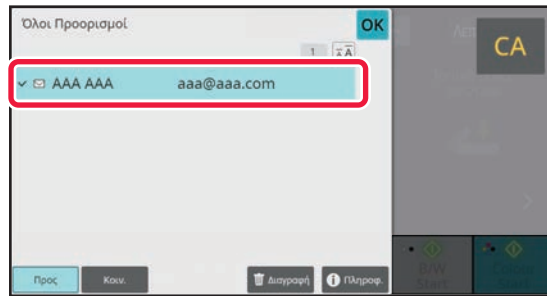 Όλοι Προορισμοί
OK
CA
1
AAA AAA aaa@aaa.com
Προς
Κοιν.
Διαγραφή
Πληροφ.
B/W
Start
Colour
Start